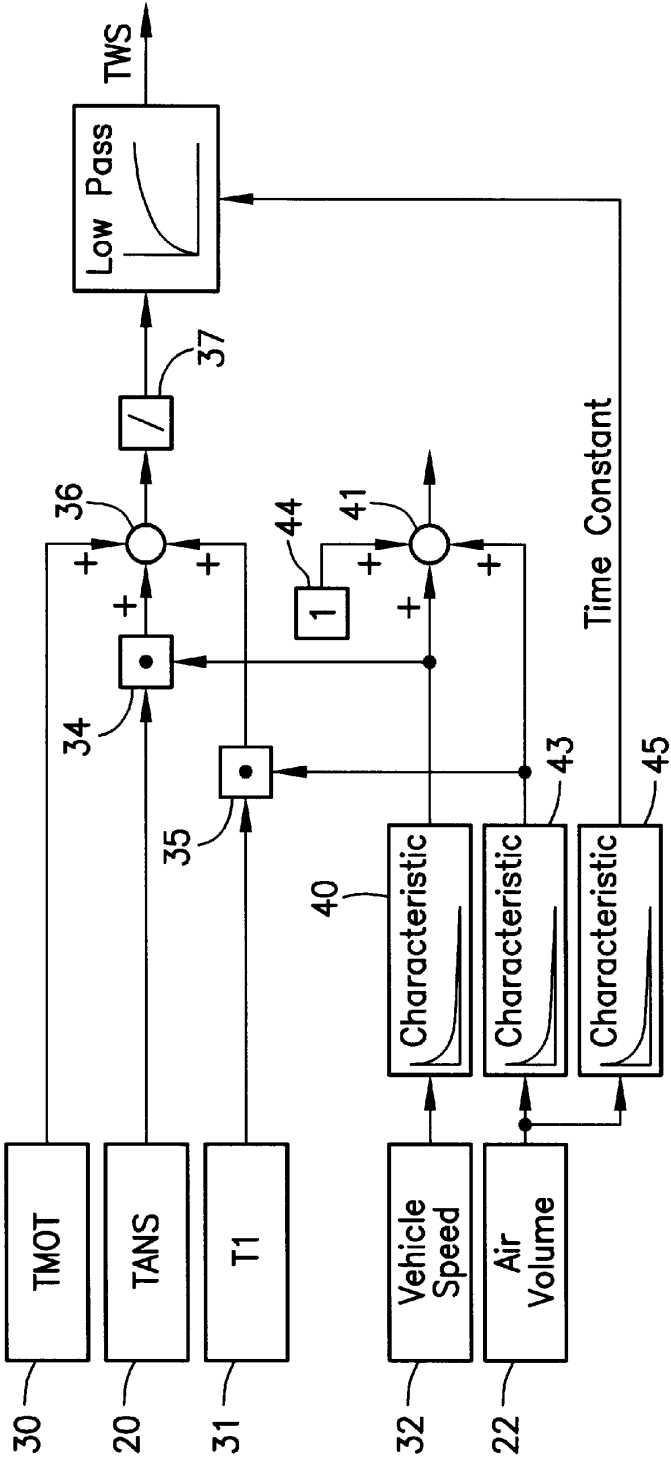 30
TMOT
20
TANS
31
T1
32
Vehicle
Speed
22
Air
Volume
34
•
35
•
36
+
+
+
37
/
Low Pass
TWS
40
Characteristic
43
Characteristic
45
Characteristic
44
1
41
+
+
+
Time Constant